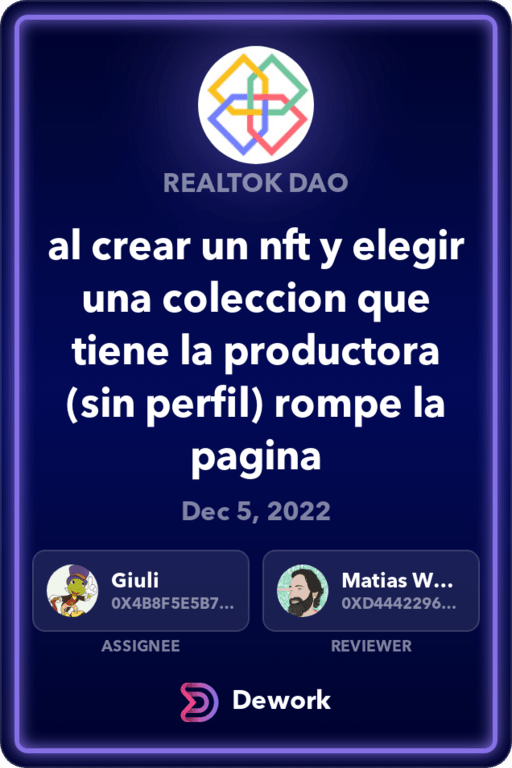 REALTOK DAO
al crear un nft y elegir
una coleccion que
tiene la productora
(sin perfil) rompe la
pagina
Dec 5, 2022
Giuli
0X4B8F5E5B7...
Matias W...
0XD4442296...
ASSIGNEE
REVIEWER
Dework